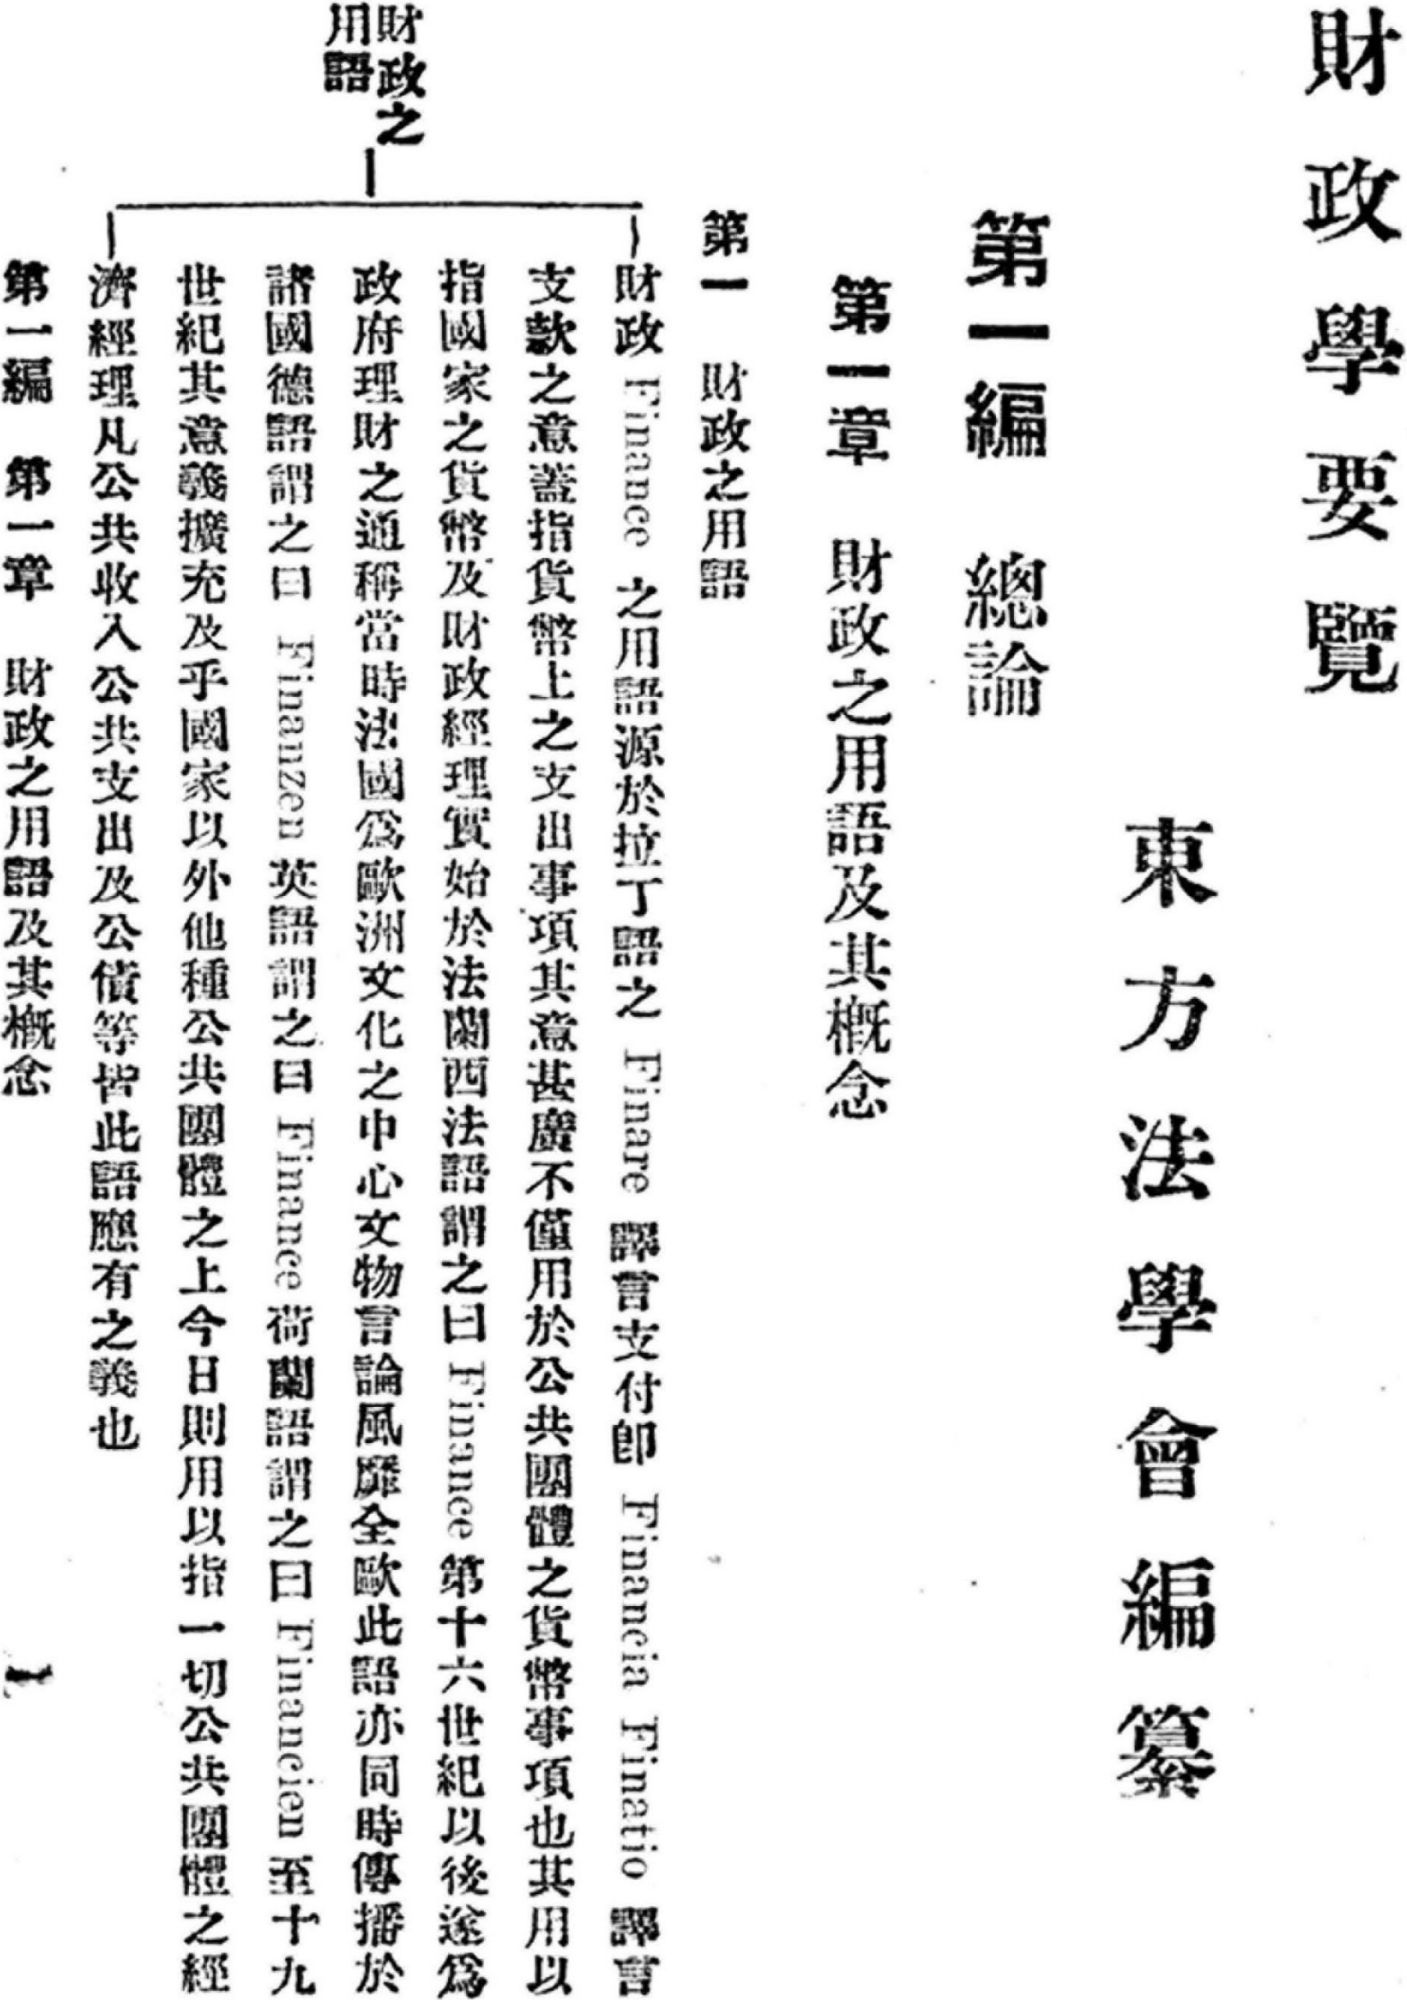 財政學要覽
東方法學會編纂
第一編　總論
第一章　財政之用語及其槪念
第一　財政之用語
財政之
用語
財政 Finance 之用語源於拉丁語之 Finare 譯言支付卽 Financia Finatio 譯言
支款之意蓋指貨幣上之支出事項其意甚廣不僅用於公共團體之貨幣事項也其用以
指國家之貨幣及財政經理實始於法蘭西法語謂之曰 Finance 第十六世紀以後遂爲
政府理財之通稱當時法國爲歐洲文化之中心文物言論風靡全歐此語亦同時傳播於
諸國德語謂之曰 Finanzen 英語謂之曰 Finance 荷蘭語謂之曰 Financien 至十九
世紀其意義擴充及乎國家以外他種公共團體之上今日則用以指一切公共團體之經
濟經理凡公共收入公共支出及公債等皆此語應有之義也
第一編　第一章　財政之用語及其槪念
一